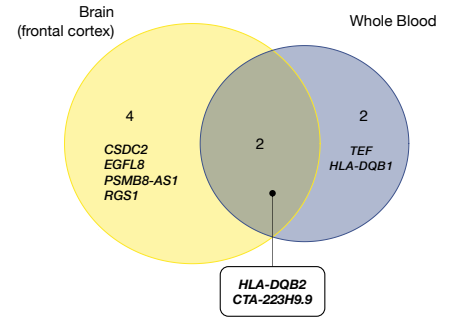 Brain
(frontal cortex)
Whole Blood
4
CSDC2
EGFL8
PSMB8-AS1
RGS1
2
2
TEF
HLA-DQB1
HLA-DQB2
CTA-223H9.9